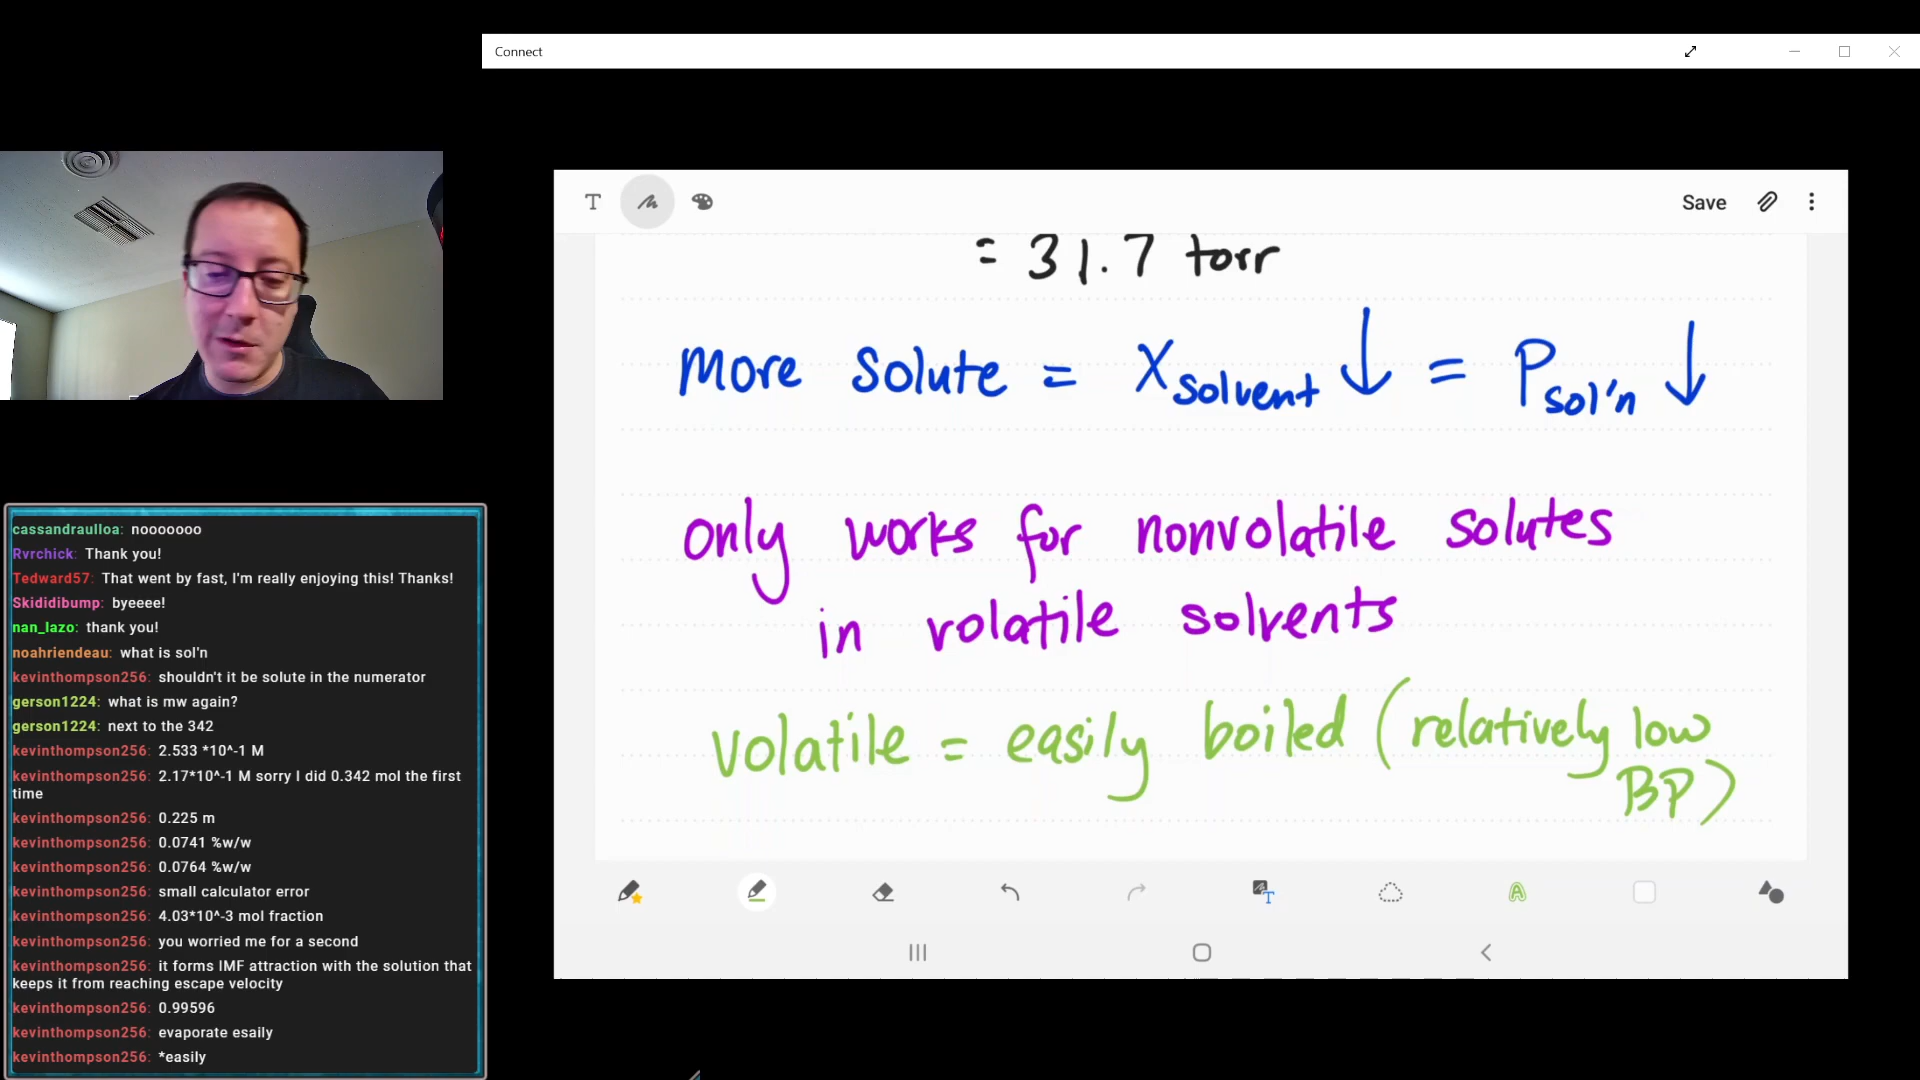 Connect
T
Save
= 31.7 torr
More solute = Xsolvent ↓ = Psol'n ↓
only works for nonvolatile solutes
in volatile solvents
volatile = easily boiled (relatively low
BP)
T
A
cassandraulloa: nooooooo
Rvrchick: Thank you!
Tedward57: That went by fast, I'm really enjoying this! Thanks!
Skididibump: byeeee!
nan_lazo: thank you!
noahriendeau: what is sol'n
kevinthompson256: shouldn't it be solute in the numerator
gerson1224: what is mw again?
gerson1224: next to the 342
kevinthompson256: 2.533 *10^-1 M
kevinthompson256: 2.17*10^-1 M sorry I did 0.342 mol the first
time
kevinthompson256: 0.225 m
kevinthompson256: 0.0741 %w/w
kevinthompson256: 0.0764 %w/w
kevinthompson256: small calculator error
kevinthompson256: 4.03*10^-3 mol fraction
kevinthompson256: you worried me for a second
kevinthompson256: it forms IMF attraction with the solution that
keeps it from reaching escape velocity
kevinthompson256: 0.99596
kevinthompson256: evaporate esaily
kevinthompson256: *easily